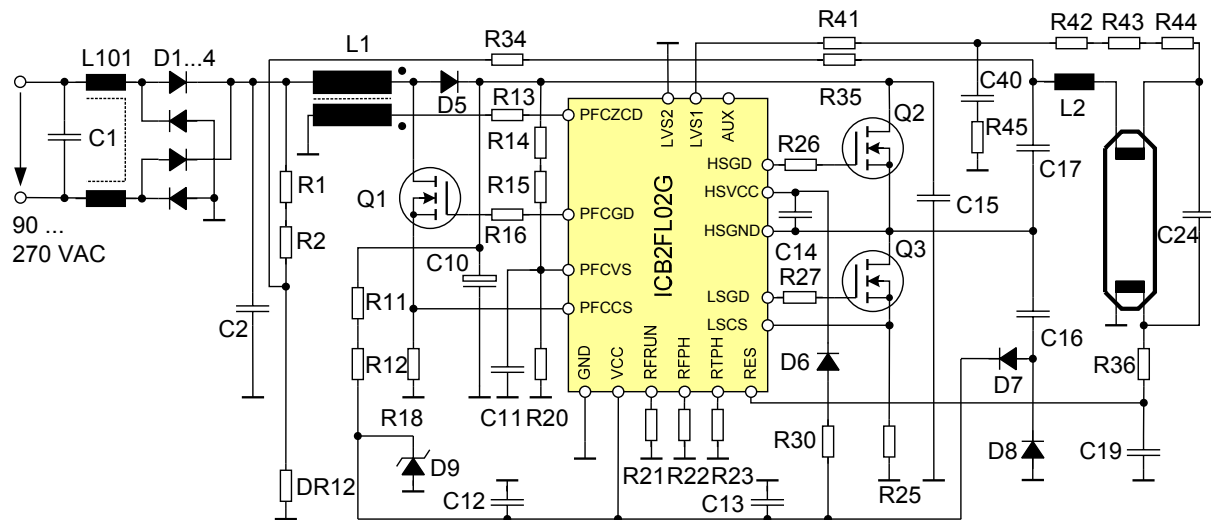 R41
R42
R43
R44
L101
D1...4
L1
R34
D5
R13
R14
R15
R16
C1
R1
R2
Q1
90 ...
270 VAC
C2
C10
R11
R12
R18
C11
R20
D9
DR12
C12
PFCZCD
PFCGD
PFCVS
PFCCS
LVS2
LVS1
AUX
ICB2FL02G
HSGD
HSVCC
HSGND
LSGD
LSCS
GND
VCC
RFRUN
RFPH
RTPH
RES
R21
R22
R23
C13
R26
C14
R27
R35
Q2
Q3
C15
C40
R45
L2
C17
C24
C16
D6
D7
R30
R25
D8
R36
C19